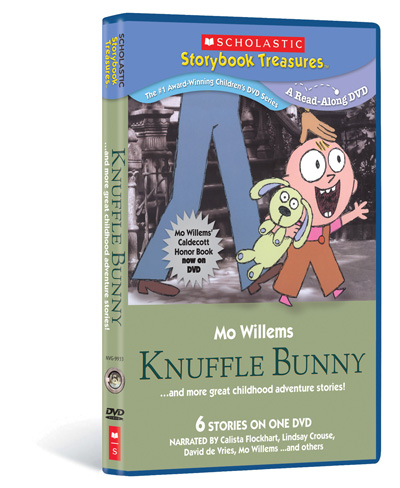 SCHOLASTIC
Storybook Treasures™
The #1 Award-Winning Children's DVD Series
A Read-Along DVD
Mo Willems'
Caldecott
Honor Book
now on
DVD
Mo Willems
KNUFFLE BUNNY
...and more great childhood adventure stories!
6 STORIES ON ONE DVD
NARRATED BY Calista Flockhart, Lindsay Crouse,
David de Vries, Mo Willems ...and others
SCHOLASTIC
Storybook
Treasures
KNUFFLE BUNNY
...and more great childhood adventure stories!
DVD
S